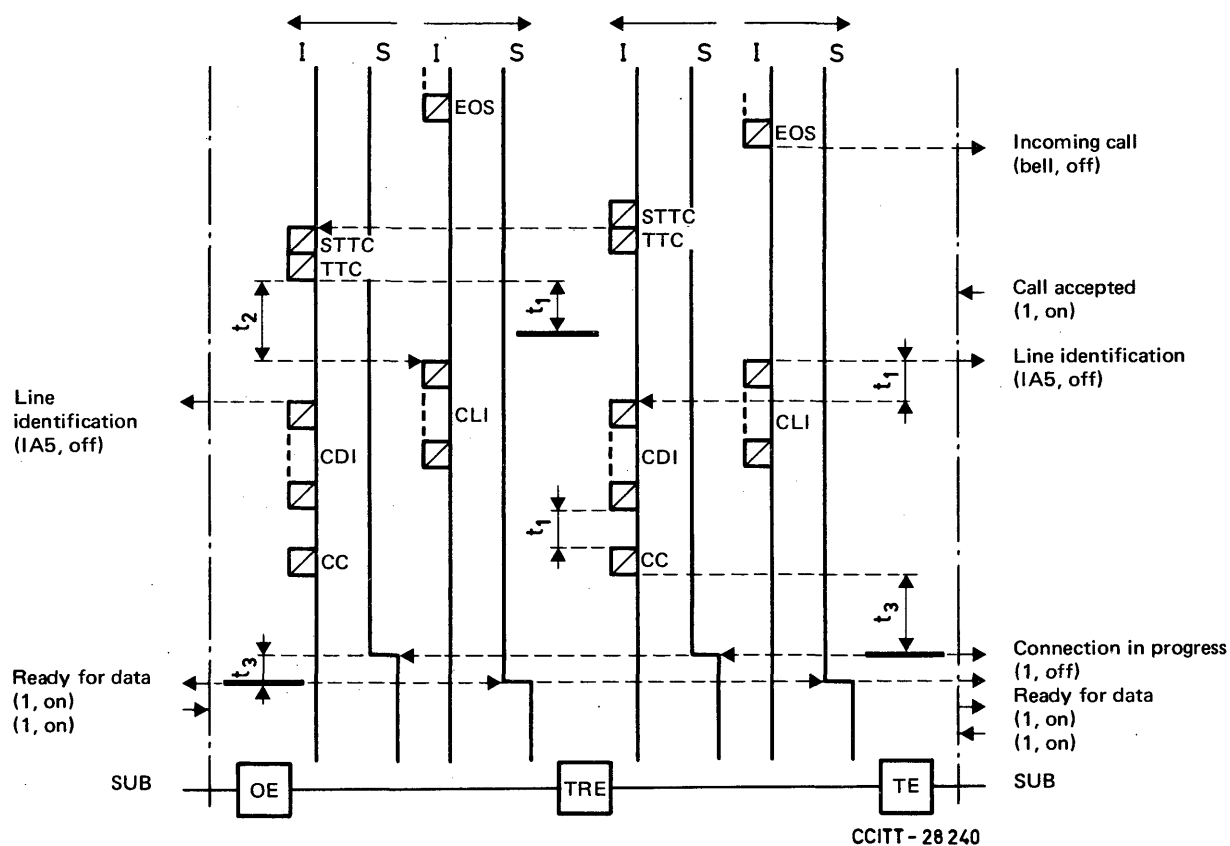 I S I S I S I S
EOS
EOS
Incoming call
(bell, off)
STTC
TTC
STTC
TTC
t1
t2
Call accepted
(1, on)
Line identification
(IA5, off)
t1
Line
identification
(IA5, off)
CLI
CLI
CDI
CDI
t1
CC
CC
t3
t3
Connection in progress
(1, off)
Ready for data
(1, on)
(1, on)
Ready for data
(1, on)
(1, on)
SUB OE TRE TE SUB
CCITT - 28 240